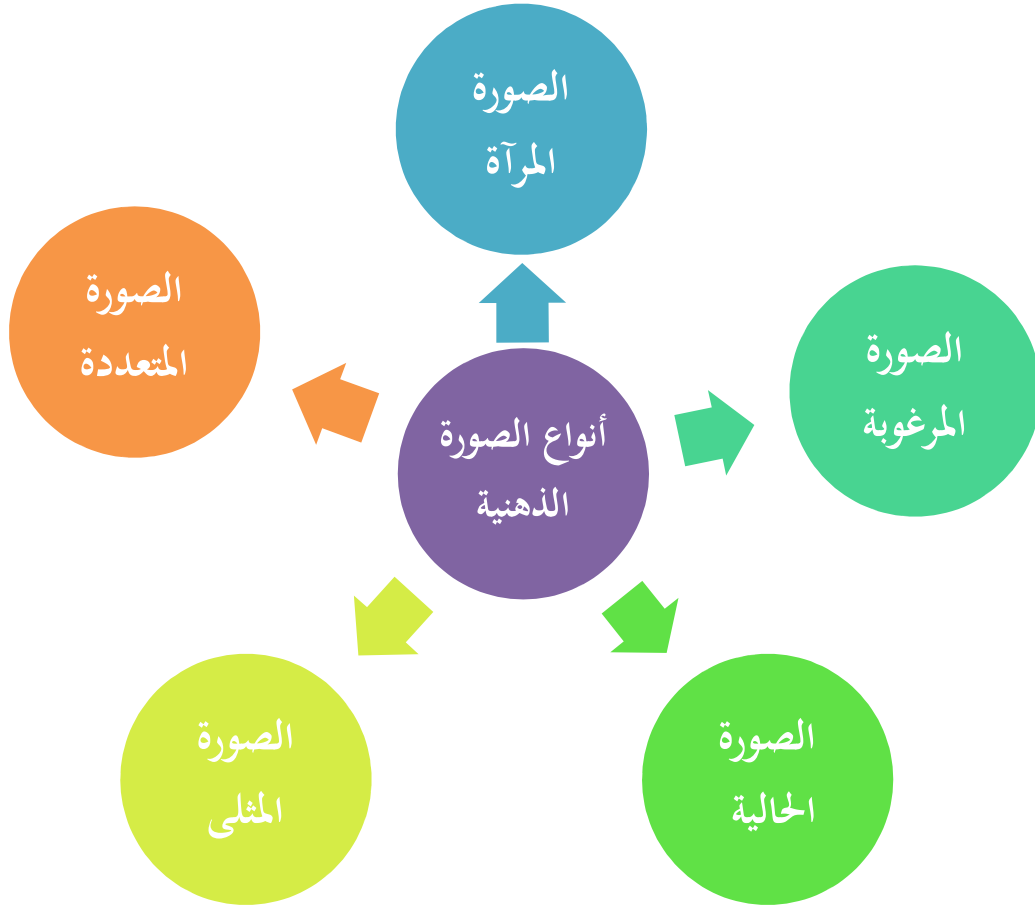 الصورة
المرآة
الصورة
المرغوبة
الصورة
المتعددة
أنواع الصورة
الذهنية
الصورة
الحالية
الصورة
المثلى